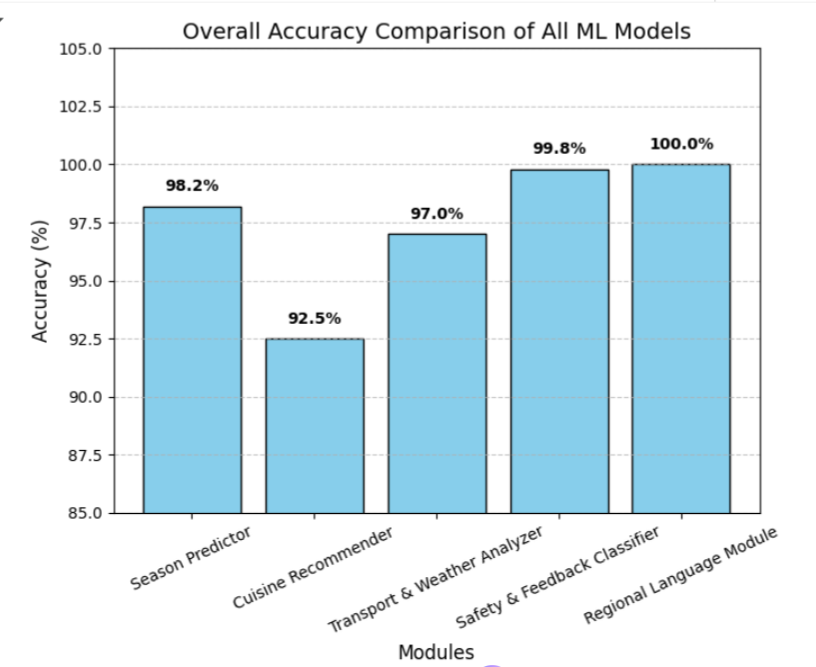 Overall Accuracy Comparison of All ML Models
105.0
102.5
100.0
97.5
95.0
92.5
90.0
87.5
85.0
Accuracy (%)
98.2%
92.5%
97.0%
99.8%
100.0%
Season Predictor
Cuisine Recommender
Transport & Weather Analyzer
Safety & Feedback Classifier
Regional Language Module
Modules